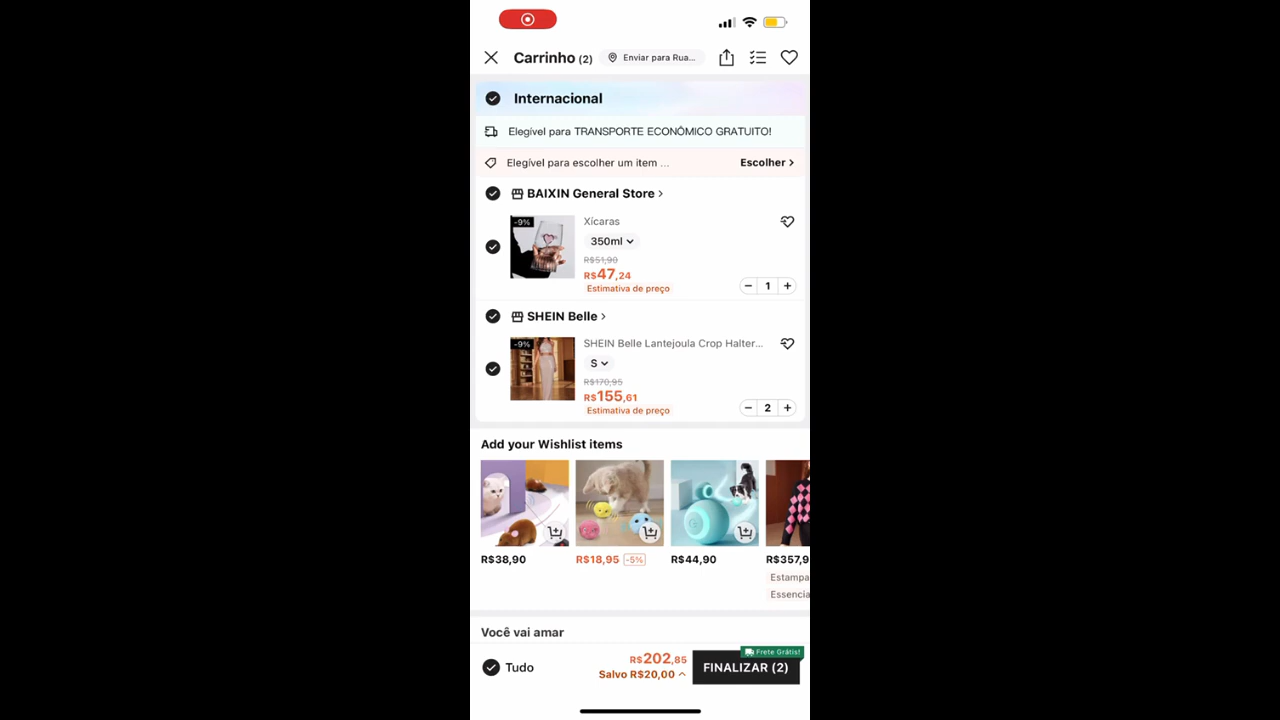 Carrinho (2)
Enviar para Rua...
Internacional
Elegível para TRANSPORTE ECONÔMICO GRATUITO!
Elegível para escolher um item ...
Escolher >
BAIXIN General Store >
-9%
Xícaras
350ml
R$51,90
R$47,24
Estimativa de preço
− 1 +
SHEIN Belle >
-9%
SHEIN Belle Lantejoula Crop Halter...
S
R$170,95
R$155,61
Estimativa de preço
− 2 +
Add your Wishlist items
R$38,90
R$18,95 -5%
R$44,90
R$357,9
Estampa
Essencia
Você vai amar
Frete Grátis!
Tudo
R$202,85
Salvo R$20,00
FINALIZAR (2)